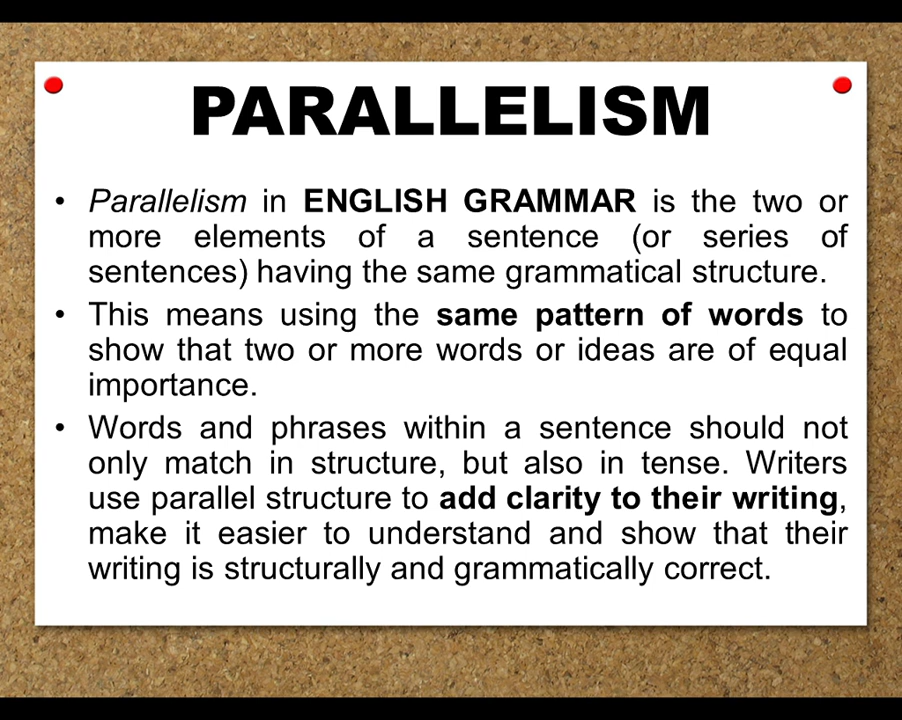 PARALLELISM
• Parallelism in ENGLISH GRAMMAR is the two or
more elements of a sentence (or series of
sentences) having the same grammatical structure.
• This means using the same pattern of words to
show that two or more words or ideas are of equal
importance.
• Words and phrases within a sentence should not
only match in structure, but also in tense. Writers
use parallel structure to add clarity to their writing,
make it easier to understand and show that their
writing is structurally and grammatically correct.